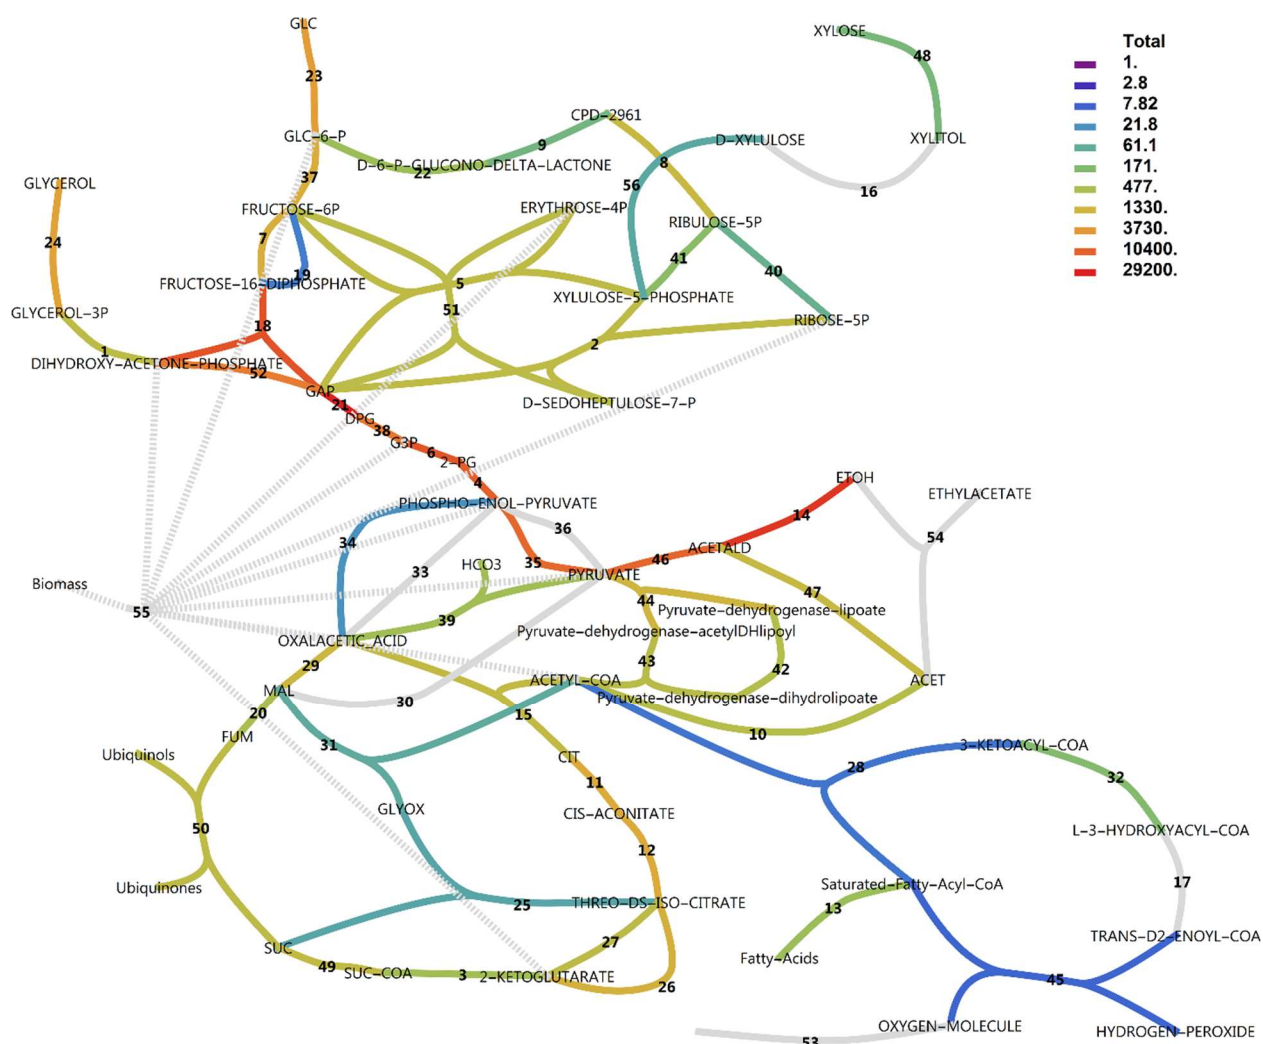 GLC
XYLOSE
Total
1.
2.8
7.82
21.8
61.1
171.
477.
1330.
3730.
10400.
29200.
48
23
CPD-2961
GLC-6-P
9
D-XYLULOSE
XYLITOL
D-6-P-GLUCONO-DELTA-LACTONE
22
8
37
56
16
GLYCEROL
FRUCTOSE-6P
ERYTHROSE-4P
RIBULOSE-5P
24
7
41
40
19
FRUCTOSE-16-DIPHOSPHATE
5
XYLULOSE-5-PHOSPHATE
GLYCEROL-3P
51
18
RIBOSE-5P
1
2
DIHYDROXY-ACETONE-PHOSPHATE
52
GAP
21
D-SEDOHEPTULOSE-7-P
DPG
38
G3P
6
2-PG
4
ETOH
ETHYLACETATE
PHOSPHO-ENOL-PYRUVATE
14
36
54
34
ACETALD
35
46
33
HCO3
PYRUVATE
Biomass
47
44
55
Pyruvate-dehydrogenase-lipoate
39
Pyruvate-dehydrogenase-acetylDHlipoyl
OXALACETIC_ACID
29
43
42
ACETYL-COA
ACET
MAL
30
Pyruvate-dehydrogenase-dihydrolipoate
20
15
10
FUM
31
3-KETOACYL-COA
Ubiquinols
CIT
28
32
11
GLYOX
CIS-ACONITATE
50
L-3-HYDROXYACYL-COA
12
Ubiquinones
Saturated-Fatty-Acyl-CoA
17
25
THREO-DS-ISO-CITRATE
13
27
TRANS-D2-ENOYL-COA
SUC
Fatty-Acids
49
SUC-COA
3
2-KETOGLUTARATE
26
45
OXYGEN-MOLECULE
HYDROGEN-PEROXIDE
53